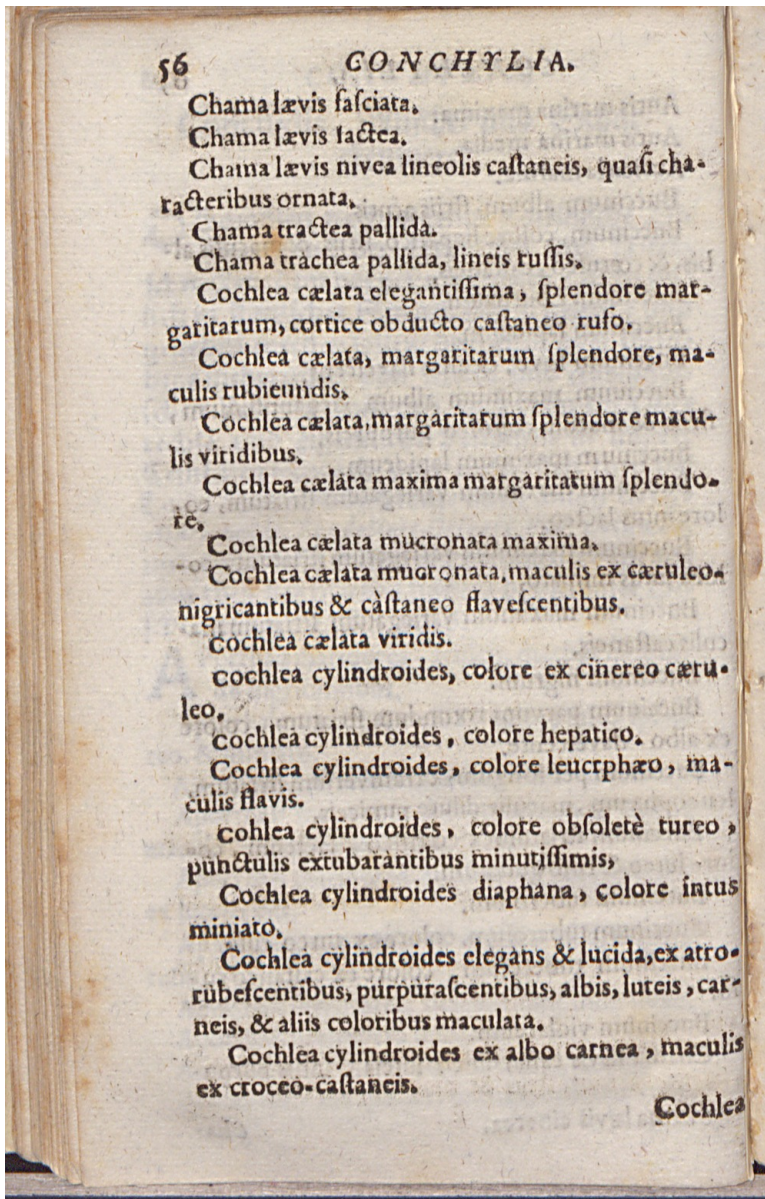 56 CONCHYLIA.
Chama lævis fasciata.
Chama lævis lactea.
Chama lævis nivea lineolis castaneis, quasi cha-
racteribus ornata.
Chama tractea pallida.
Chama trachea pallida, lineis russis.
Cochlea cælata elegantissima, splendore mar-
garitarum, cortice obducto castaneo rufo.
Cochlea cælata, margaritarum splendore, ma-
culis rubicundis.
Cochlea cælata, margaritarum splendore macu-
lis viridibus.
Cochlea cælata maxima margaritatum splendo-
re.
Cochlea cælata mucronata maxima.
Cochlea cælata mucronata, maculis ex cæruleo-
nigricantibus & càstaneo flavescentibus.
cochlea cælata viridis.
cochlea cylindroides, colore ex cinereo cæru-
leo.
cochlea cylindroides, colore hepatico.
Cochlea cylindroides, colore leucrphæo, ma-
culis flavis.
cohlea cylindroides, colore obsoletè tureo,
punctulis extubarantibus minutissimis,
Cochlea cylindroides diaphana, colore intus
miniato.
Cochlea cylindroides elegans & lucida, ex atro-
rubescentibus, purpurascentibus, albis, luteis, car-
neis, & aliis coloribus maculata.
Cochlea cylindroides ex albo carnea, maculis
ex croceo-castaneis.
Cochlea